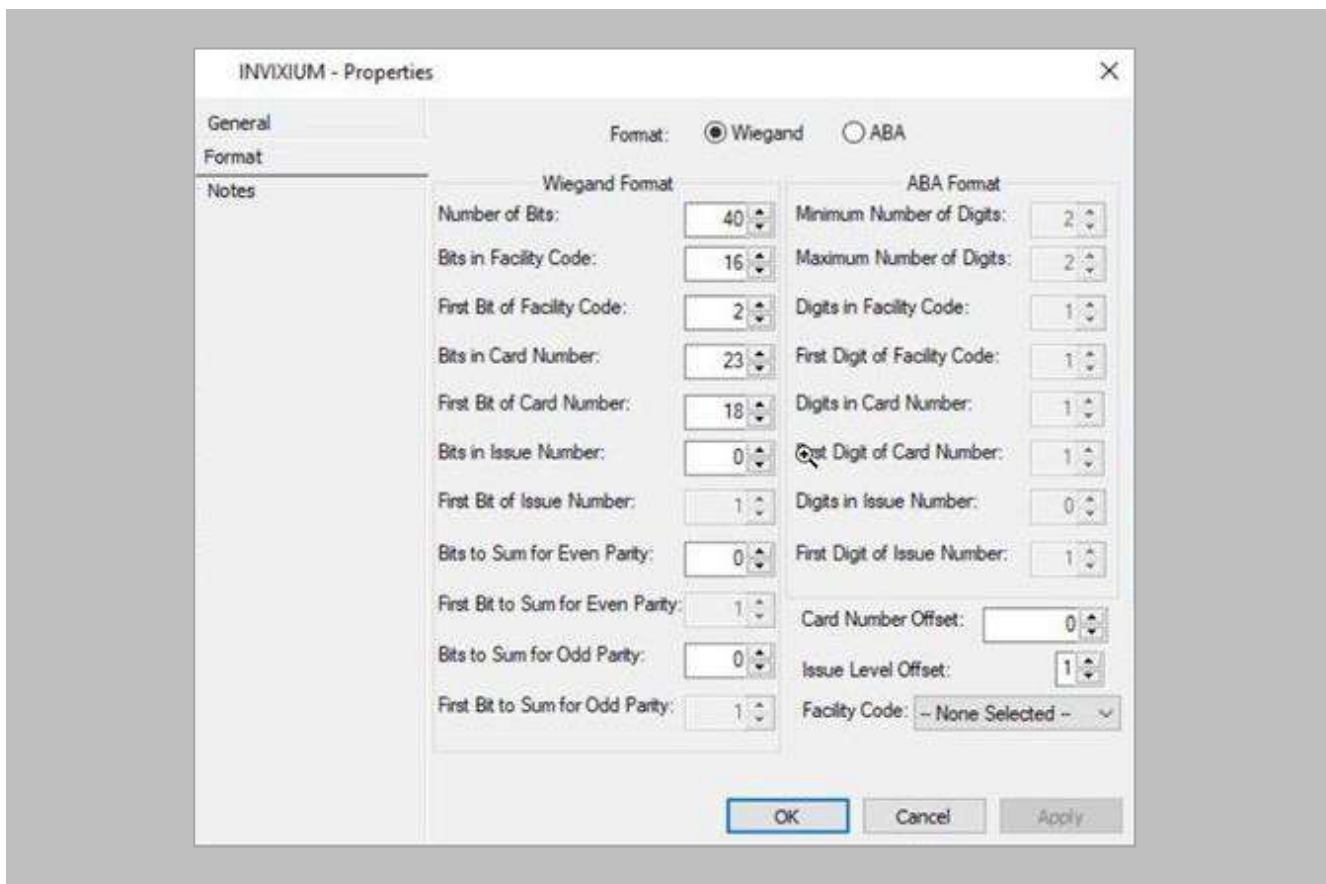 INVIXIUM - Properties
General
Format
Notes
Format: Wiegand ABA
Wiegand Format
Number of Bits: 40
Bits in Facility Code: 16
First Bit of Facility Code: 2
Bits in Card Number: 23
First Bit of Card Number: 18
Bits in Issue Number: 0
First Bit of Issue Number: 1
Bits to Sum for Even Parity: 0
First Bit to Sum for Even Parity: 1
Bits to Sum for Odd Parity: 0
First Bit to Sum for Odd Parity: 1
ABA Format
Minimum Number of Digits: 2
Maximum Number of Digits: 2
Digits in Facility Code: 1
First Digit of Facility Code: 1
Digits in Card Number: 1
First Digit of Card Number: 1
Digits in Issue Number: 0
First Digit of Issue Number: 1
Card Number Offset: 0
Issue Level Offset: 1
Facility Code: -- None Selected --
OK Cancel Apply